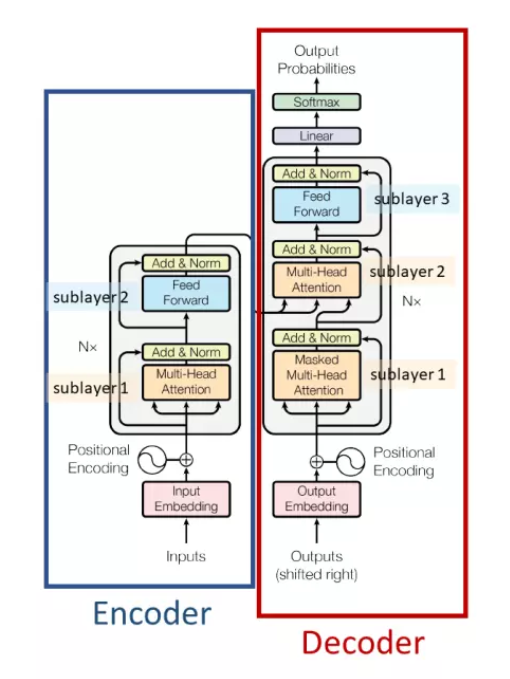 Output
Probabilities
Softmax
Linear
Add & Norm
Feed
Forward
sublayer 3
Add & Norm
Multi-Head
Attention
sublayer 2
N×
Add & Norm
Masked
Multi-Head
Attention
sublayer 1
Positional
Encoding
Output
Embedding
Outputs
(shifted right)
Decoder
Add & Norm
Feed
Forward
sublayer 2
N×
Add & Norm
Multi-Head
Attention
sublayer 1
Positional
Encoding
Input
Embedding
Inputs
Encoder